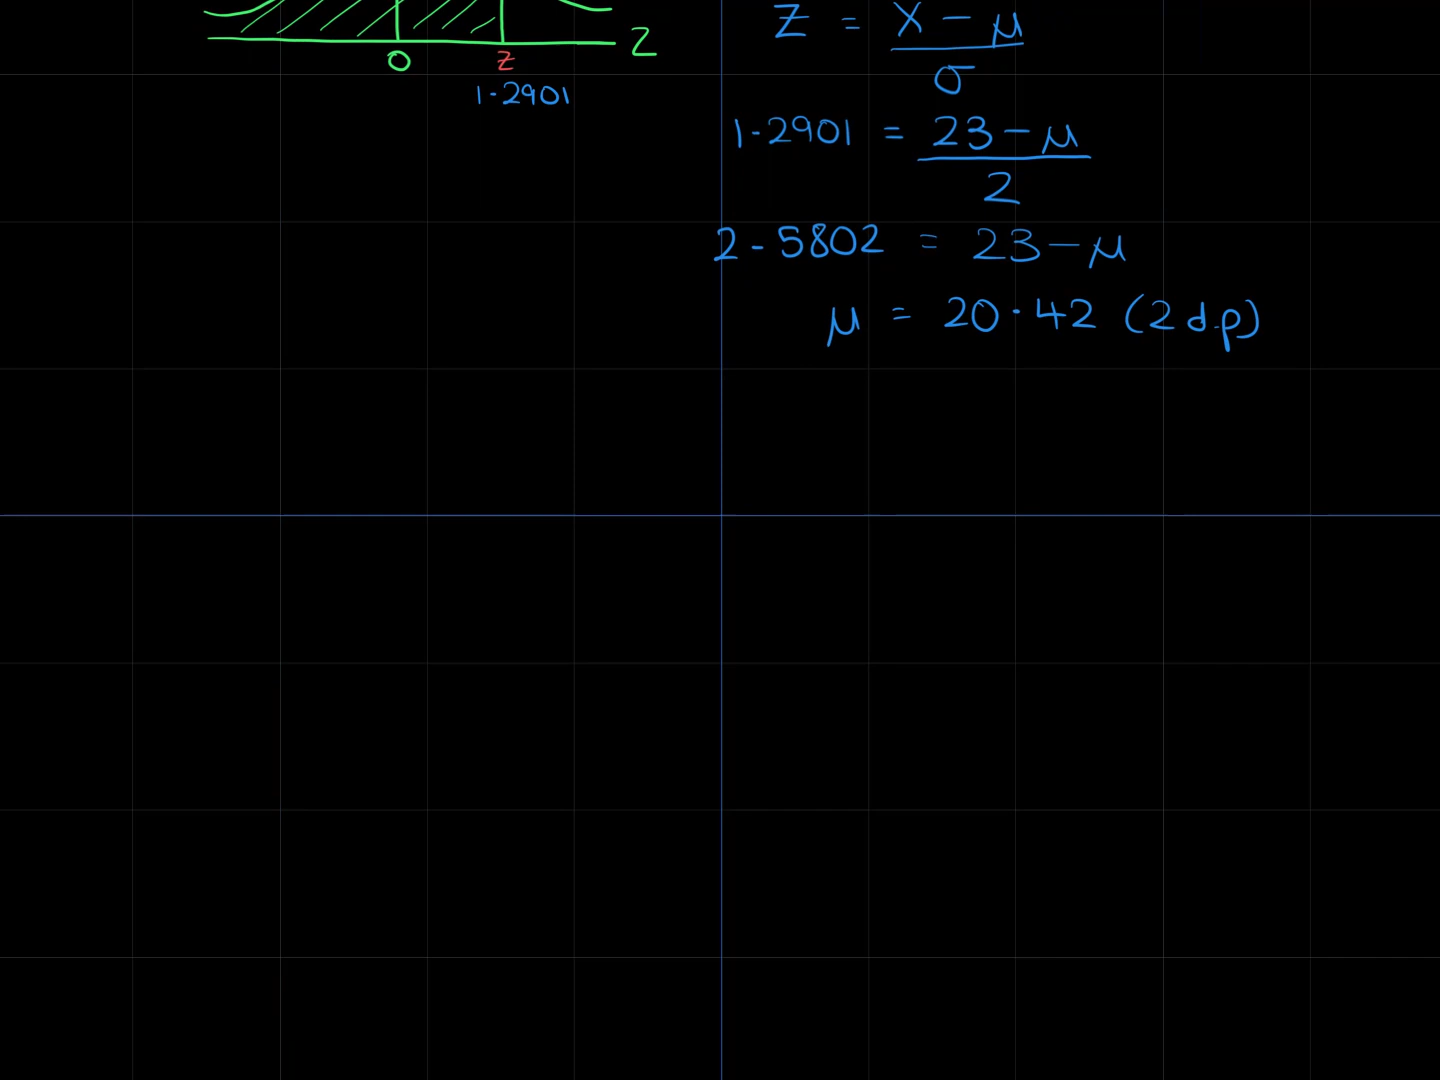 Z
0
z
1.2901
Z = X - μ / σ
1.2901 = 23 - μ / 2
2.5802 = 23 - μ
μ = 20.42 (2 d.p)